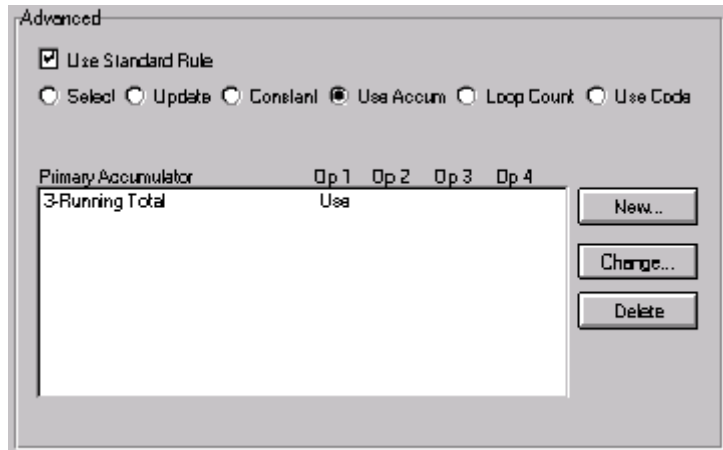 Advanced
Use Standard Rule
Select Update Constant Use Accum Loop Count Use Code
Primary Accumulator Op 1 Op 2 Op 3 Op 4
3-Running Total Use
New...
Change...
Delete